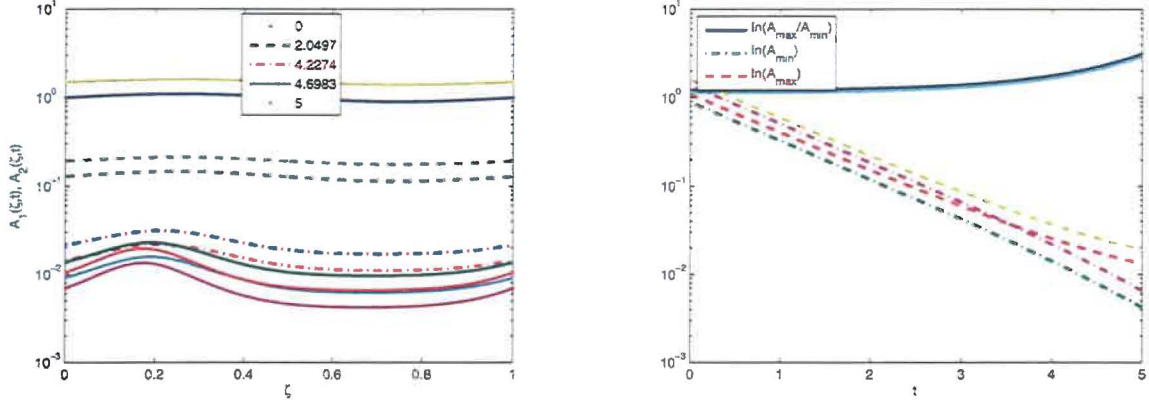 10¹
10⁰
10⁻¹
10⁻²
10⁻³
A₁(ζ,t), A₂(ζ,t)
0
2.0497
4.2274
4.6983
5
0 0.2 0.4 0.6 0.8 1
ζ
10¹
10⁰
10⁻¹
10⁻²
10⁻³
ln(A_max/A_min)
ln(A_min)
ln(A_max)
0 1 2 3 4 5
t